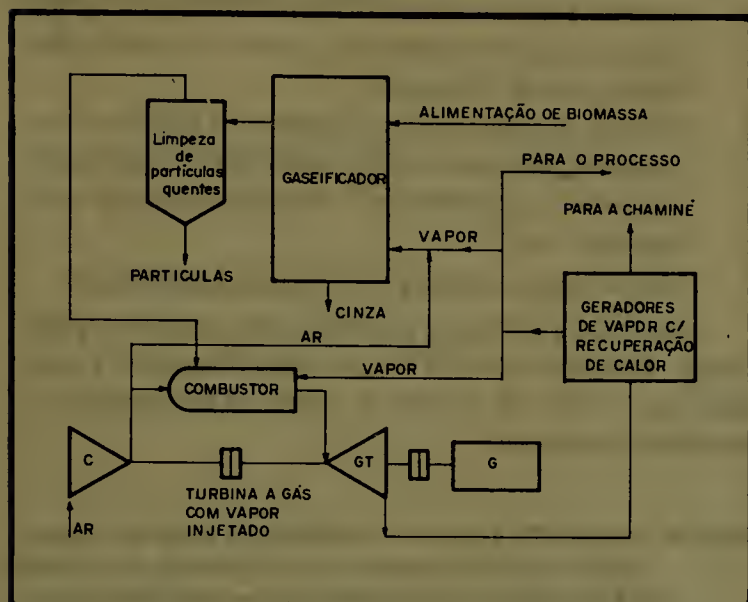 ALIMENTAÇÃO DE BIOMASSA
Limpeza
de
partículas
quentes
GASEIFICADOR
PARA O PROCESSO
PARA A CHAMINÉ
VAPOR
PARTICULAS
CINZA
AR
GERADORES
DE VAPDR C/
RECUPERAÇÃO
DE CALOR
VAPOR
COMBUSTOR
C
GT
G
TURBINA A GÁS
COM VAPOR
INJETADO
AR